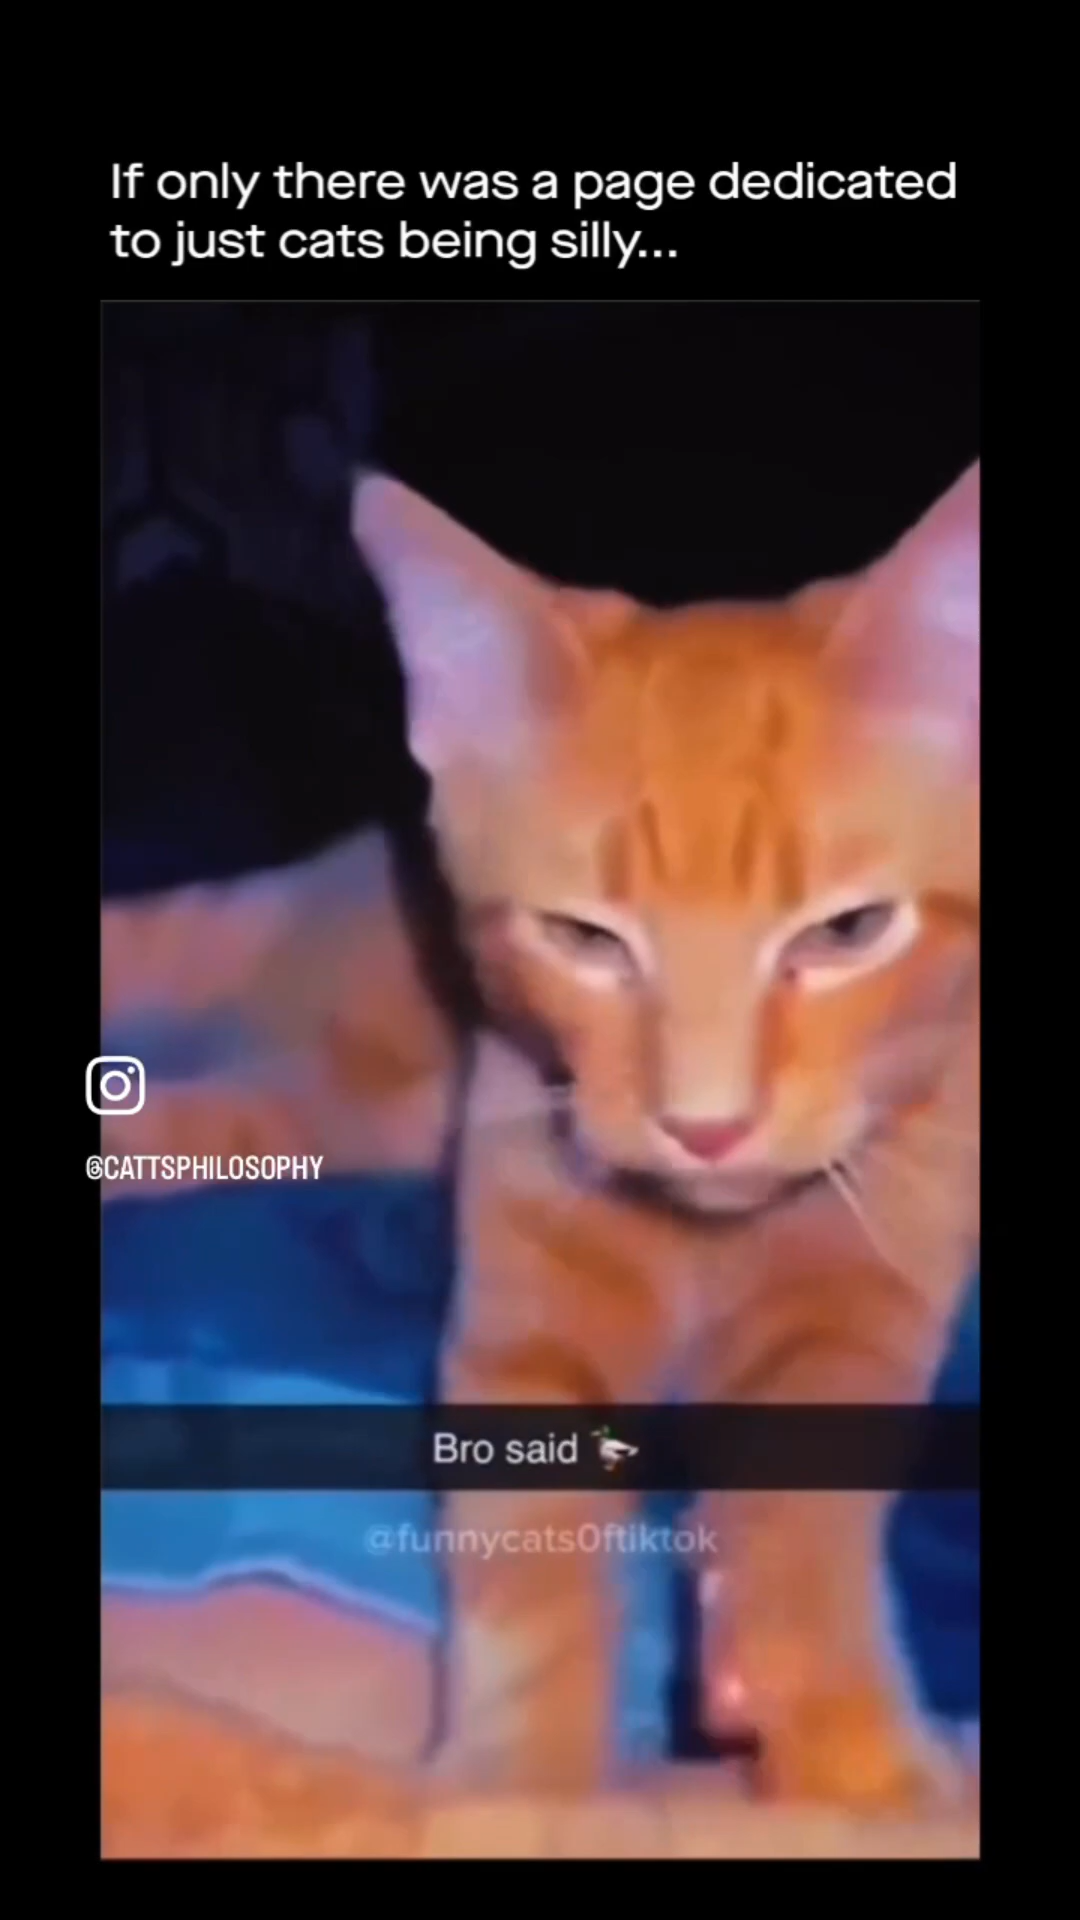 If only there was a page dedicated
to just cats being silly...
@CATTSPHILOSOPHY
Bro said 🦆
@funnycats0ftiktok